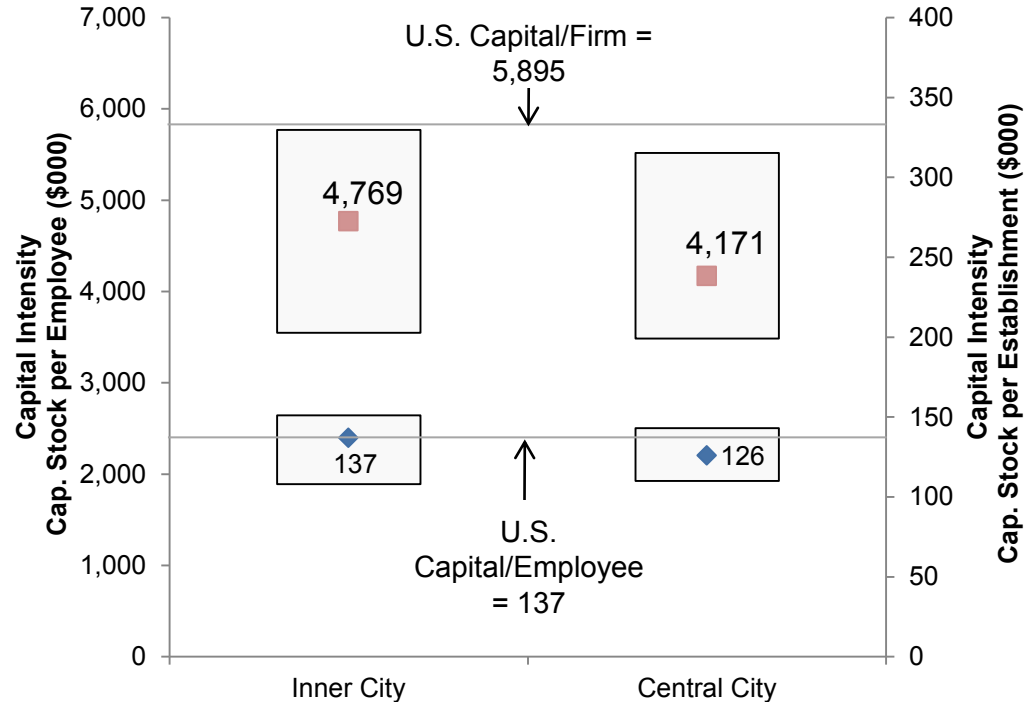 7,000
6,000
5,000
4,000
3,000
2,000
1,000
0
Capital Intensity
Cap. Stock per Employee ($000)
U.S. Capital/Firm =
5,895
4,769
4,171
137
126
U.S.
Capital/Employee
= 137
Inner City
Central City
400
350
300
250
200
150
100
50
0
Capital Intensity
Cap. Stock per Establishment ($000)